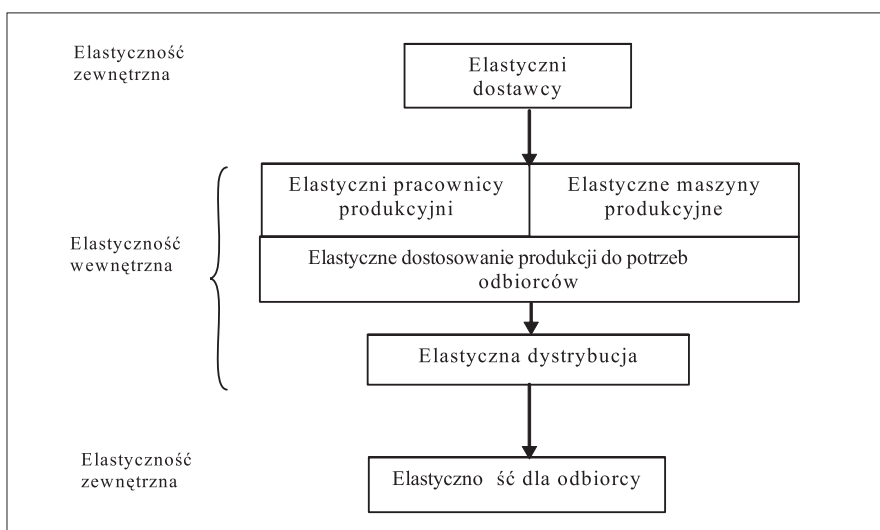 Elastyczność
zewnętrzna
Elastyczni
dostawcy
Elastyczni pracownicy
produkcyjni
Elastyczne maszyny
produkcyjne
Elastyczność
wewnętrzna
Elastyczne dostosowanie produkcji do potrzeb
odbiorców
Elastyczna dystrybucja
Elastyczność
zewnętrzna
Elastyczno ść dla odbiorcy